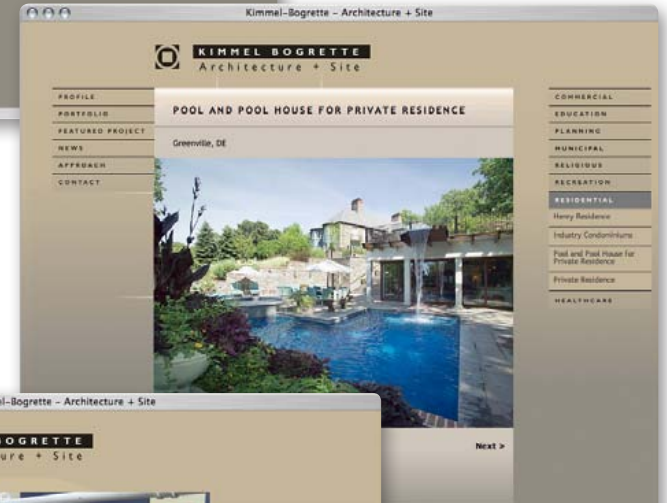 Kimmel-Bogrette - Architecture + Site
KIMMEL BOGRETTE
Architecture + Site
PROFILE
PORTFOLIO
FEATURED PROJECT
NEWS
APPROACH
CONTACT
POOL AND POOL HOUSE FOR PRIVATE RESIDENCE
Greenville, DE
COMMERCIAL
EDUCATION
PLANNING
MUNICIPAL
RELIGIOUS
RECREATION
RESIDENTIAL
Henry Residence
Industry Condominiums
Pool and Pool House for
Private Residence
Private Residence
HEALTHCARE
Next >
el-Bogrette - Architecture + Site
OGRETTE
ure + Site